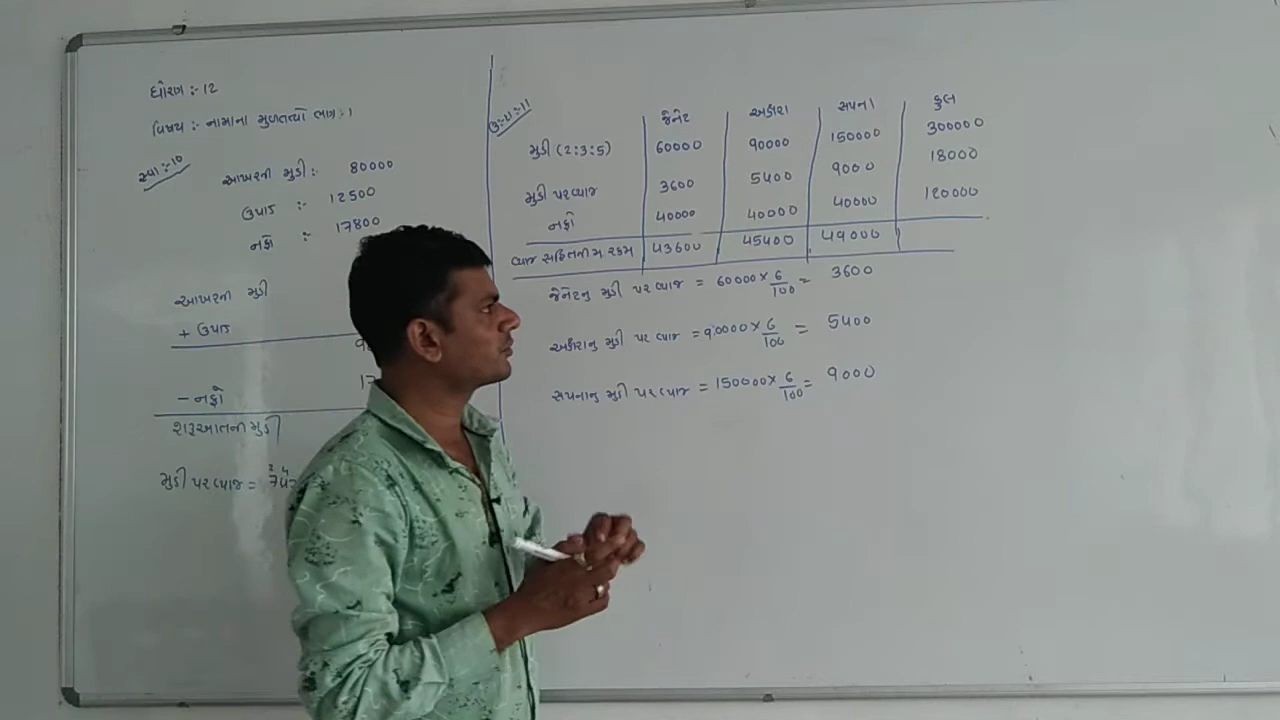 ધોરણ :- 12
વિષય :- નામાના મુળતત્વો ભાગ :- 1
સ્વા :- 10
આખરની મુડી :- 80000
ઉપાડ :- 12500
નફો :- 17800
આખરની મુડી
+ ઉપાડ
- નફો
શરૂઆતની મુડી
મુડી પર વ્યાજ =
ઉ :- 11
જેનેટ અકીરા સપના કુલ
મુડી (2:3:5) 60000 90000 150000 300000
મુડી પર વ્યાજ 3600 5400 9000 18000
નફો 40000 40000 40000 120000
વ્યાજ સહિતની મ. રકમ 43600 45400 49000
જેનેટનુ મુડી પર વ્યાજ = 60000 × 6/100 = 3600
અકીરાનુ મુડી પર વ્યાજ = 90000 × 6/100 = 5400
સપનાનુ મુડી પર વ્યાજ = 150000 × 6/100 = 9000